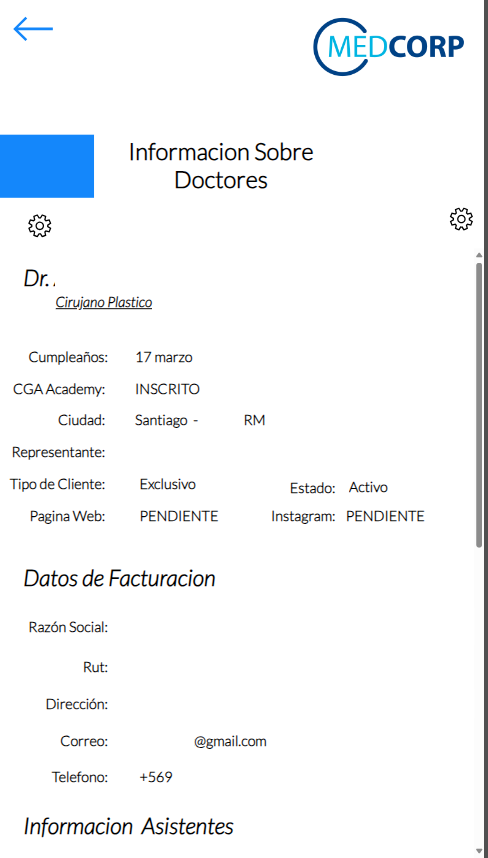 MEDCORP
Informacion Sobre
Doctores
Dr.
Cirujano Plastico
Cumpleaños: 17 marzo
CGA Academy: INSCRITO
Ciudad: Santiago - RM
Representante:
Tipo de Cliente: Exclusivo Estado: Activo
Pagina Web: PENDIENTE Instagram: PENDIENTE
Datos de Facturacion
Razón Social:
Rut:
Dirección:
Correo: @gmail.com
Telefono: +569
Informacion Asistentes